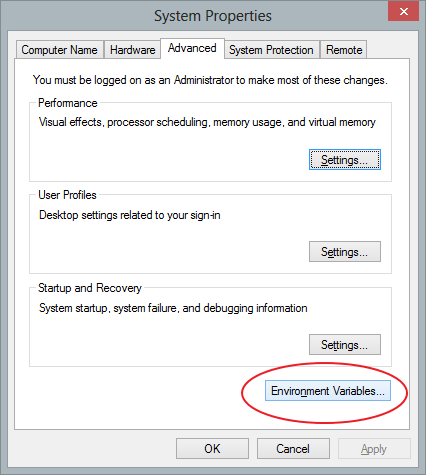 System Properties
Computer Name Hardware Advanced System Protection Remote
You must be logged on as an Administrator to make most of these changes.
Performance
Visual effects, processor scheduling, memory usage, and virtual memory
Settings...
User Profiles
Desktop settings related to your sign-in
Settings...
Startup and Recovery
System startup, system failure, and debugging information
Settings...
Environment Variables...
OK Cancel Apply